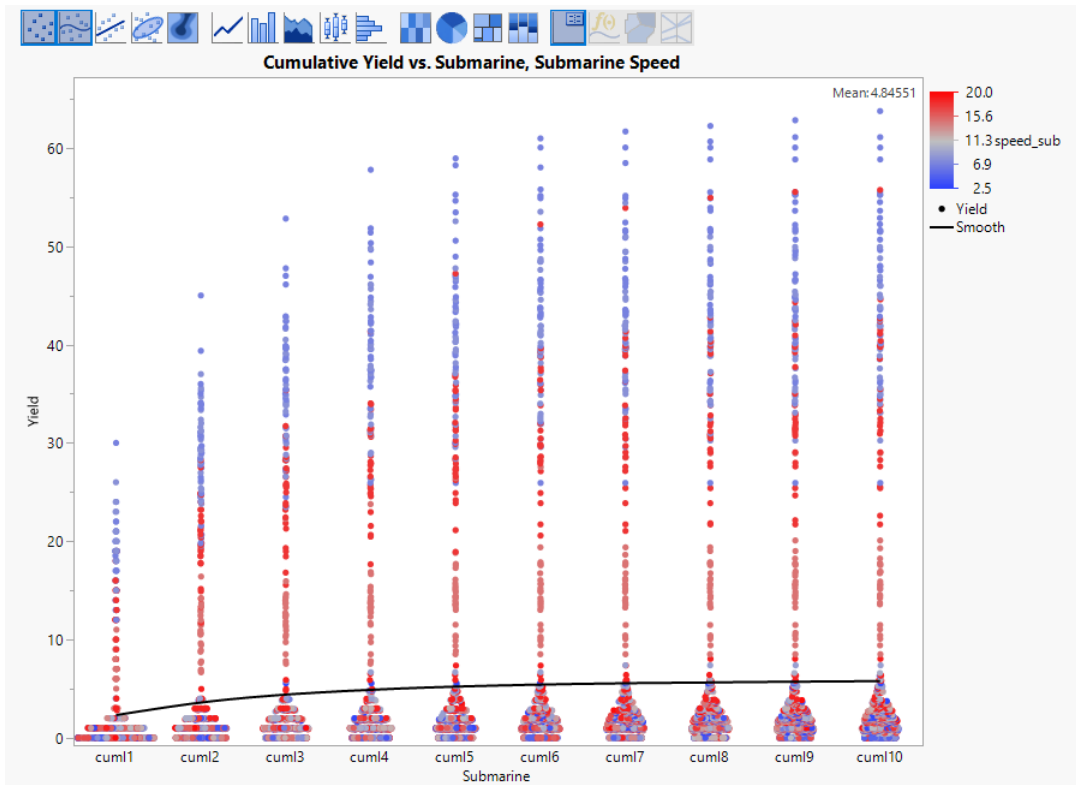 Cumulative Yield vs. Submarine, Submarine Speed
Mean:4.84551
20.0
15.6
11.3 speed_sub
6.9
2.5
Yield
Smooth
60
50
40
30
20
10
0
Yield
cuml1 cuml2 cuml3 cuml4 cuml5 cuml6 cuml7 cuml8 cuml9 cuml10
Submarine